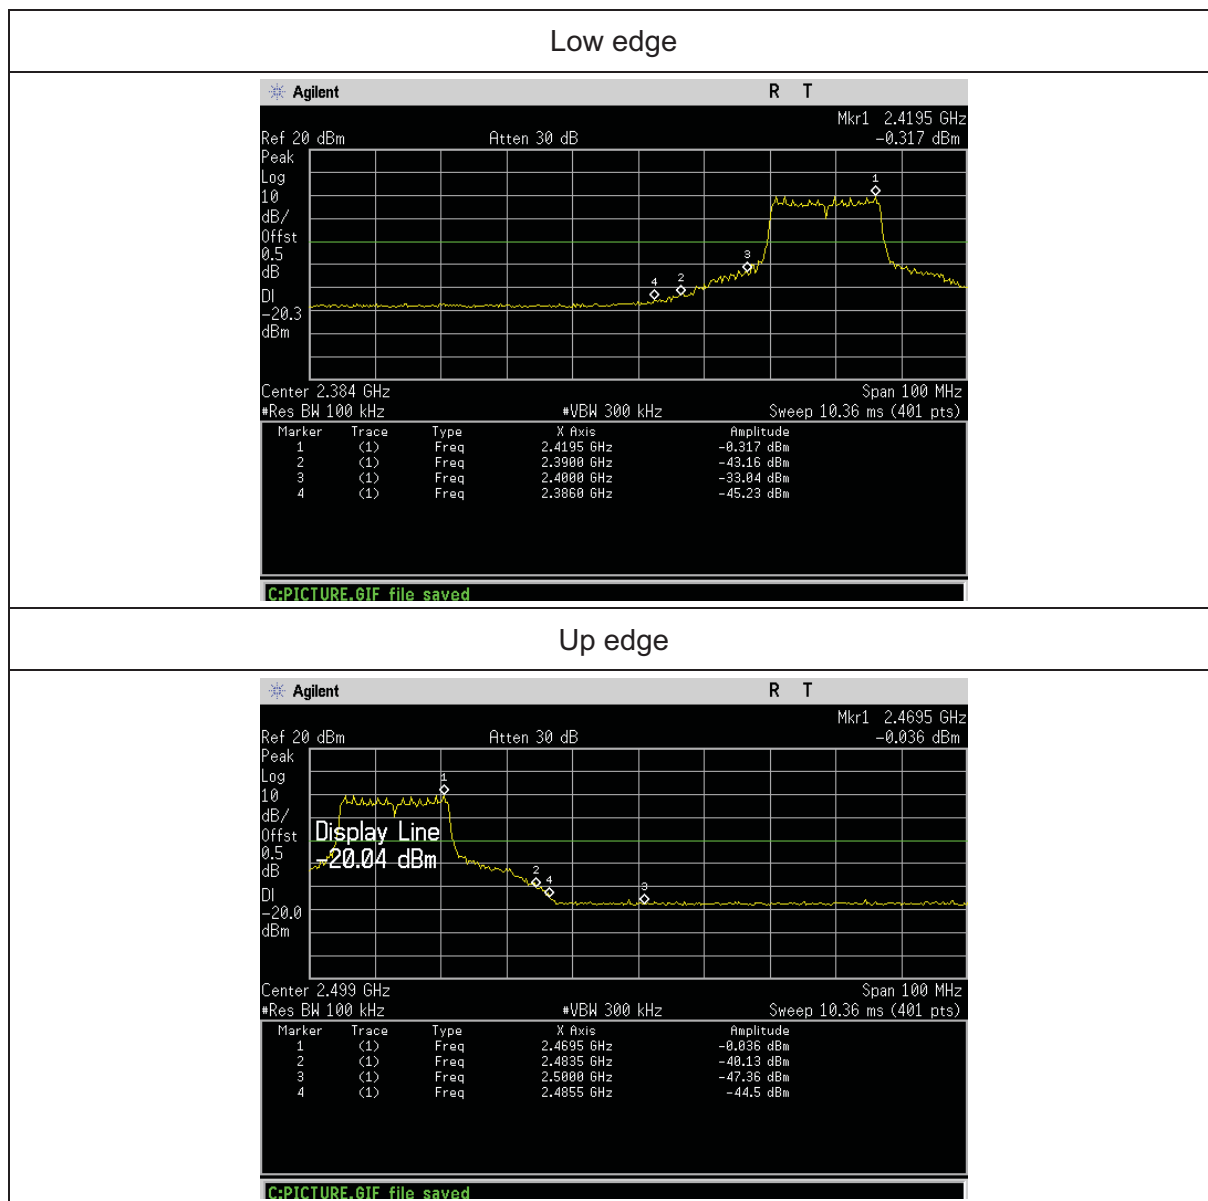 Low edge
Agilent R T
Mkr1 2.4195 GHz
Ref 20 dBm Atten 30 dB -0.317 dBm
Peak
Log
10
dB/
Offst
0.5
dB
DI
-20.3
dBm
1
3
4 2
Center 2.384 GHz Span 100 MHz
#Res BW 100 kHz #VBW 300 kHz Sweep 10.36 ms (401 pts)
Marker Trace Type X Axis Amplitude
1 (1) Freq 2.4195 GHz -0.317 dBm
2 (1) Freq 2.3900 GHz -43.16 dBm
3 (1) Freq 2.4000 GHz -33.04 dBm
4 (1) Freq 2.3860 GHz -45.23 dBm
C:PICTURE.GIF file saved
Up edge
Agilent R T
Mkr1 2.4695 GHz
Ref 20 dBm Atten 30 dB -0.036 dBm
Peak
Log
10
dB/
Offst
0.5
dB
DI
-20.0
dBm
1
Display Line
-20.04 dBm
2 4 3
Center 2.499 GHz Span 100 MHz
#Res BW 100 kHz #VBW 300 kHz Sweep 10.36 ms (401 pts)
Marker Trace Type X Axis Amplitude
1 (1) Freq 2.4695 GHz -0.036 dBm
2 (1) Freq 2.4835 GHz -40.13 dBm
3 (1) Freq 2.5000 GHz -47.36 dBm
4 (1) Freq 2.4855 GHz -44.5 dBm
C:PICTURE.GIF file saved